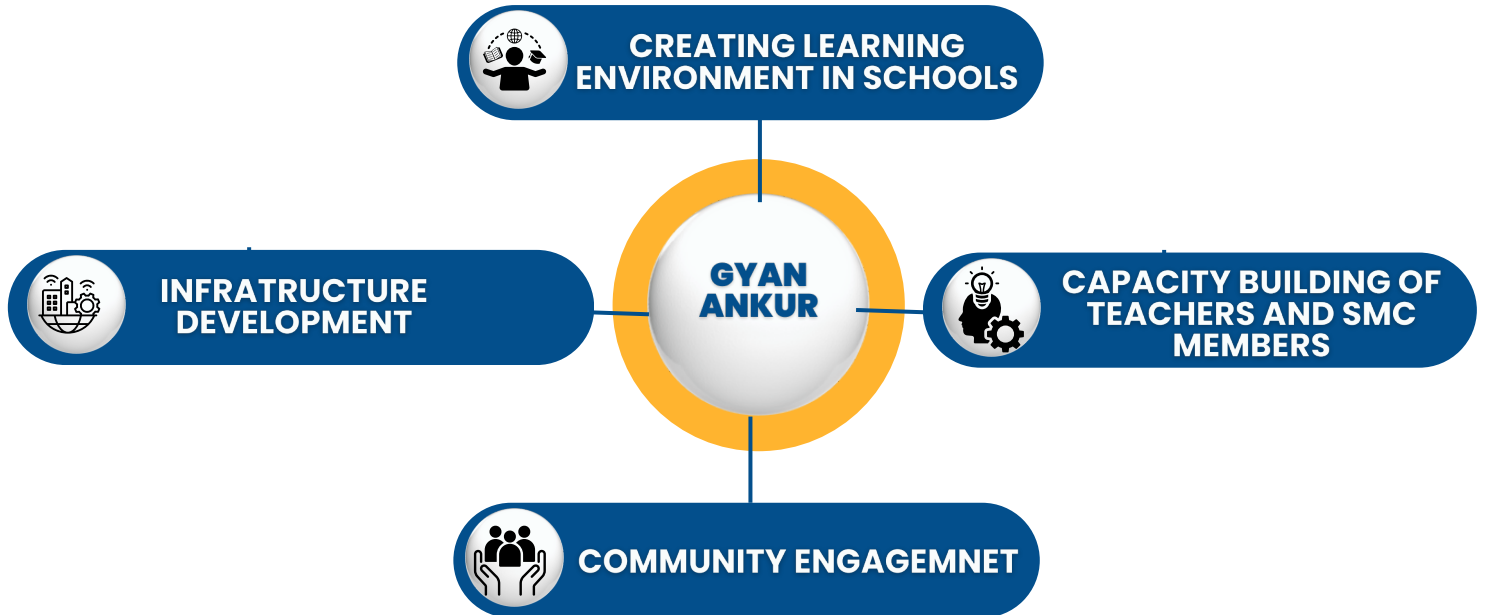 CREATING LEARNING
ENVIRONMENT IN SCHOOLS
GYAN
ANKUR
INFRATRUCTURE
DEVELOPMENT
CAPACITY BUILDING OF
TEACHERS AND SMC
MEMBERS
COMMUNITY ENGAGEMNET